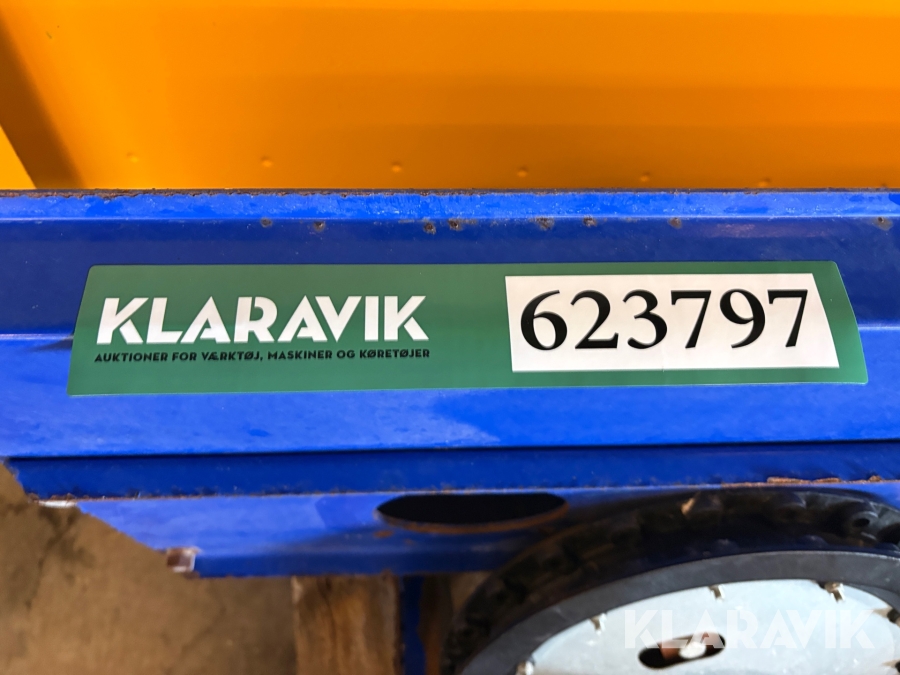 KLARAVIK
AUKTIONER FOR VÆRKTØJ, MASKINER OG KØRETØJER
623797
KLARAVIK